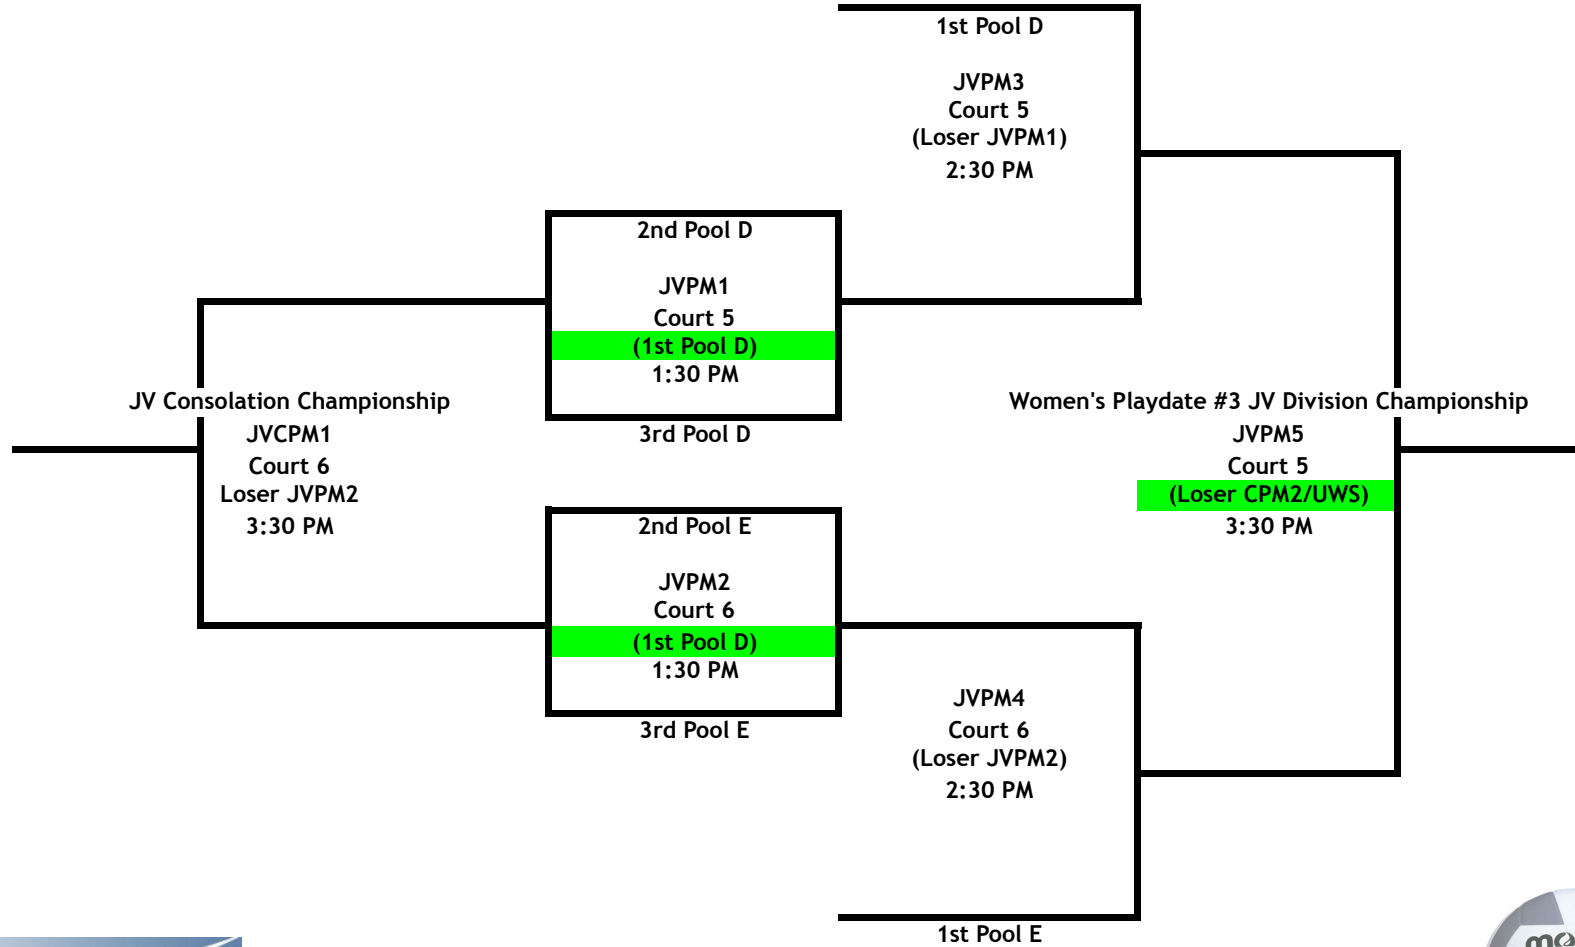 1st Pool D
JVPM3
Court 5
(Loser JVPM1)
2:30 PM
2nd Pool D
JVPM1
Court 5
(1st Pool D)
1:30 PM
3rd Pool D
JV Consolation Championship
JVCPM1
Court 6
Loser JVPM2
3:30 PM
Women's Playdate #3 JV Division Championship
JVPM5
Court 5
(Loser CPM2/UWS)
3:30 PM
2nd Pool E
JVPM2
Court 6
(1st Pool D)
1:30 PM
3rd Pool E
JVPM4
Court 6
(Loser JVPM2)
2:30 PM
1st Pool E